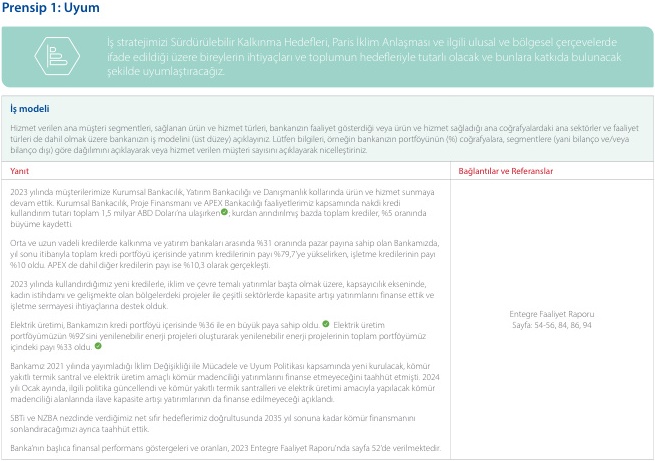 Prensip 1: Uyum
İş stratejimizi Sürdürülebilir Kalkınma Hedefleri, Paris İklim Anlaşması ve ilgili ulusal ve bölgesel çerçevelerde
ifade edildiği üzere bireylerin ihtiyaçları ve toplumun hedefleriyle tutarlı olacak ve bunlara katkıda bulunacak
şekilde uyumlaştıracağız.
İş modeli
Hizmet verilen ana müşteri segmentleri, sağlanan ürün ve hizmet türleri, bankanızın faaliyet gösterdiği veya ürün ve hizmet sağladığı ana coğrafyalardaki ana sektörler ve faaliyet
türleri de dahil olmak üzere bankanızın iş modelini (üst düzey) açıklayınız. Lütfen bilgileri, örneğin bankanızın portföyünün (%) coğrafyalara, segmentlere (yani bilanço ve/veya
bilanço dışı) göre dağılımını açıklayarak veya hizmet verilen müşteri sayısını açıklayarak nicelleştiriniz.
Yanıt
Bağlantılar ve Referanslar
2023 yılında müşterilerimize Kurumsal Bankacılık, Yatırım Bankacılığı ve Danışmanlık kollarında ürün ve hizmet sunmaya
devam ettik. Kurumsal Bankacılık, Proje Finansmanı ve APEX Bankacılığı faaliyetlerimiz kapsamında nakdi kredi
kullandırım tutarı toplam 1,5 milyar ABD Doları'na ulaşırken; kurdan arındırılmış bazda toplam krediler, %5 oranında
büyüme kaydetti.
Orta ve uzun vadeli kredilerde kalkınma ve yatırım bankaları arasında %31 oranında pazar payına sahip olan Bankamızda,
yıl sonu itibarıyla toplam kredi portföyü içerisinde yatırım kredilerinin payı %79,7'ye yükselirken, işletme kredilerinin payı
%10 oldu. APEX de dahil diğer kredilerin payı ise %10,3 olarak gerçekleşti.
2023 yılında kullandırdığımız yeni kredilerle, iklim ve çevre temalı yatırımlar başta olmak üzere, kapsayıcılık ekseninde,
kadın istihdamı ve gelişmekte olan bölgelerdeki projeler ile çeşitli sektörlerde kapasite artışı yatırımlarını finanse ettik ve
işletme sermayesi ihtiyaçlarına destek olduk.
Elektrik üretimi, Bankamızın kredi portföyü içerisinde %36 ile en büyük paya sahip oldu. Elektrik üretim
portföyümüzün %92'sini yenilenebilir enerji projeleri oluşturarak yenilenebilir enerji projelerinin toplam portföyümüz
içindeki payı %33 oldu.
Bankamız 2021 yılında yayımladığı İklim Değişikliği ile Mücadele ve Uyum Politikası kapsamında yeni kurulacak, kömür
yakıtlı termik santral ve elektrik üretim amaçlı kömür madenciliği yatırımlarını finanse etmeyeceğini taahhüt etmişti. 2024
yılı Ocak ayında, ilgili politika güncellendi ve kömür yakıtlı termik santralleri ve elektrik üretimi amacıyla yapılacak kömür
madenciliği alanlarında ilave kapasite artışı yatırımlarının da finanse edilmeyeceği açıklandı.
SBTi ve NZBA nezdinde verdiğimiz net sıfır hedeflerimiz doğrultusunda 2035 yıl sonuna kadar kömür finansmanını
sonlandıracağımızı ayrıca taahhüt ettik.
Banka'nın başlıca finansal performans göstergeleri ve oranları, 2023 Entegre Faaliyet Raporu'nda sayfa 52'de verilmektedir.
Entegre Faaliyet Raporu
Sayfa: 54-56, 84, 86, 94